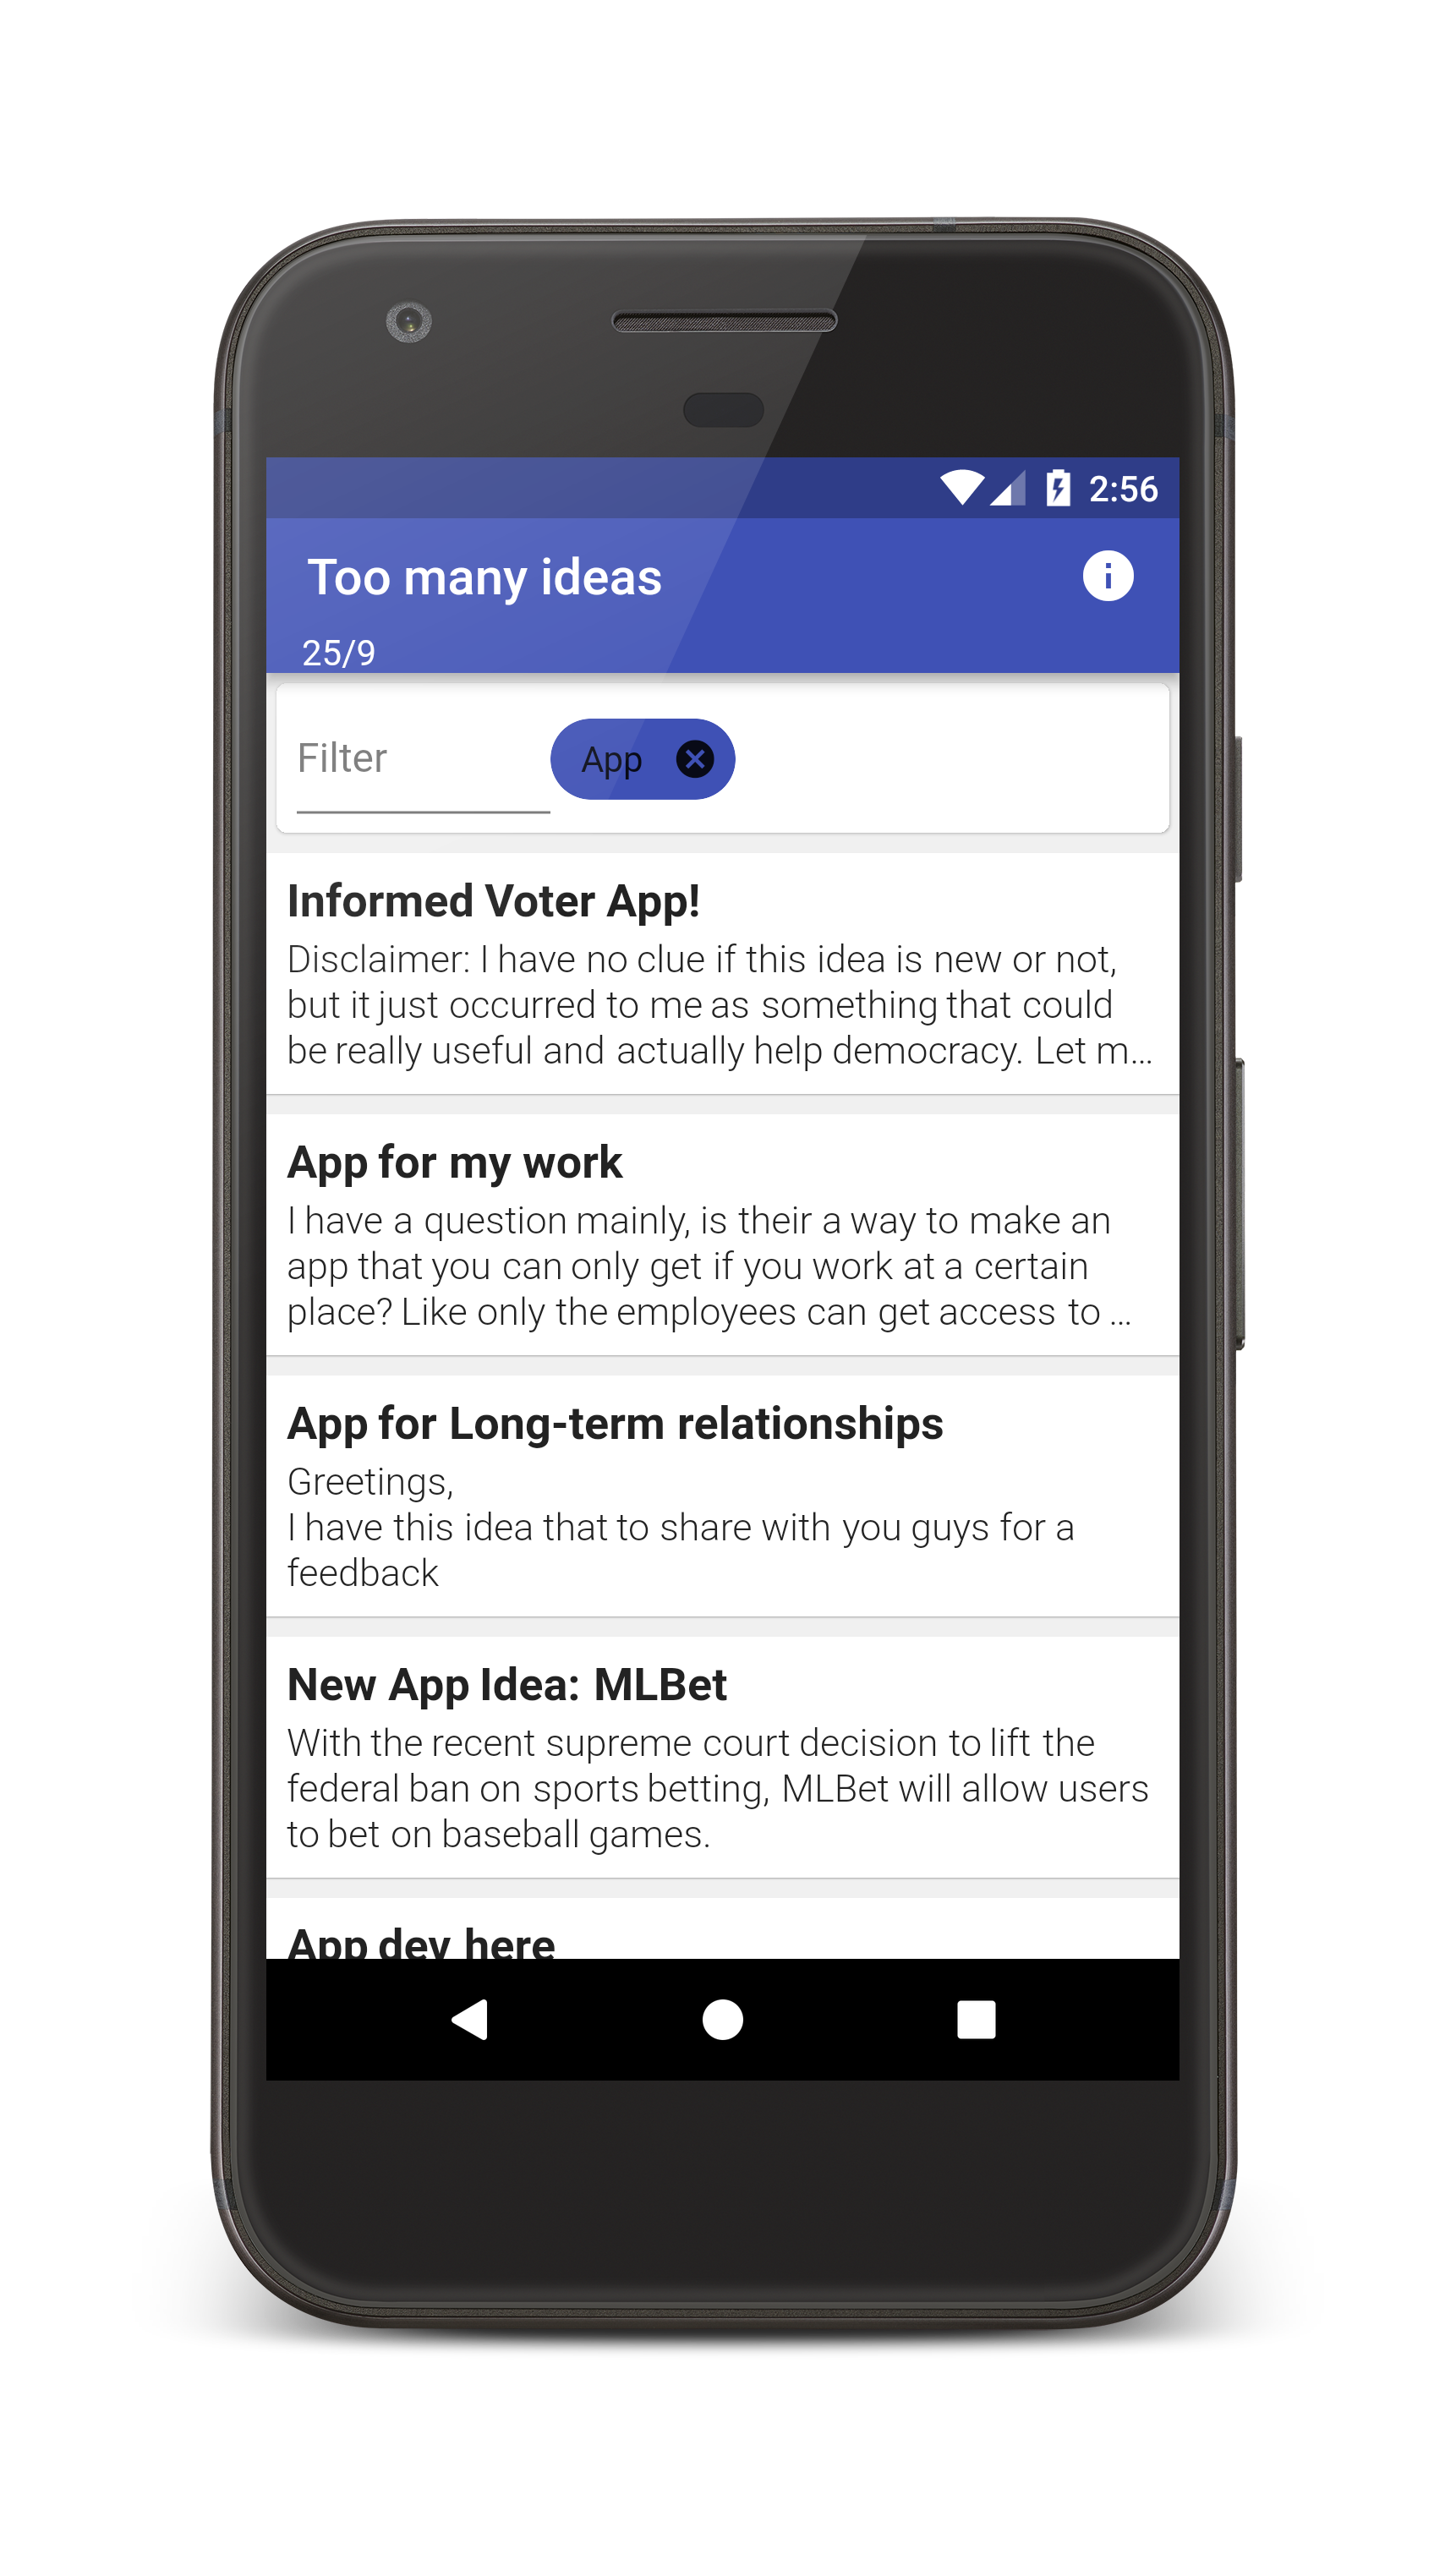 2:56
Too many ideas
25/9
Filter
App
Informed Voter App!
Disclaimer: I have no clue if this idea is new or not,
but it just occurred to me as something that could
be really useful and actually help democracy. Let m...
App for my work
I have a question mainly, is their a way to make an
app that you can only get if you work at a certain
place? Like only the employees can get access to ...
App for Long-term relationships
Greetings,
I have this idea that to share with you guys for a
feedback
New App Idea: MLBet
With the recent supreme court decision to lift the
federal ban on sports betting, MLBet will allow users
to bet on baseball games.
App dev here